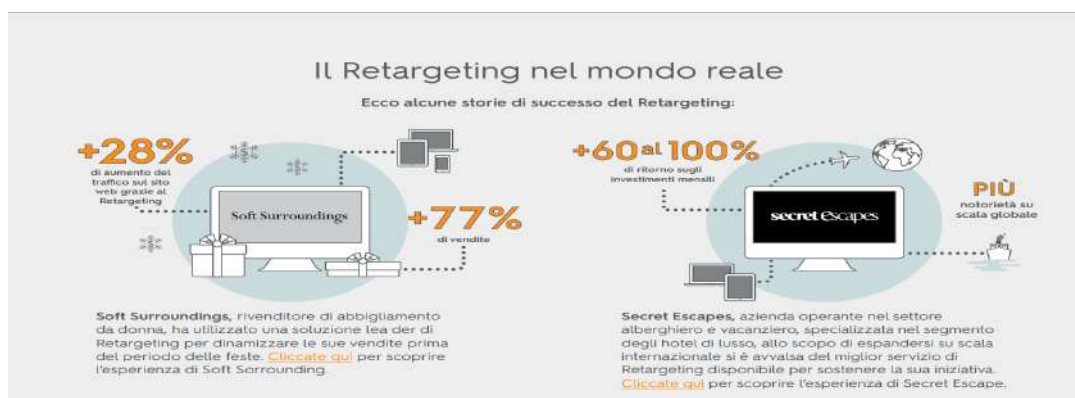 Il Retargeting nel mondo reale
Ecco alcune storie di successo del Retargeting:
+28%
di aumento del
traffico sul sito
web grazie al
Retargeting
Soft Surroundings
+77%
di vendite
Soft Surroundings, rivenditore di abbigliamento
da donna, ha utilizzato una soluzione lea der di
Retargeting per dinamizzare le sue vendite prima
del periodo delle feste. Cliccate qui per scoprire
l'esperienza di Soft Sorrounding.
+60 al 100%
di ritorno sugli
investimenti mensili
secret escapes
PIÙ
notorietà su
scala globale
Secret Escapes, azienda operante nel settore
alberghiero e vacanziero, specializzata nel segmento
degli hotel di lusso, allo scopo di espandersi su scala
internazionale si è avvalsa del miglior servizio di
Retargeting disponibile per sostenere la sua iniziativa.
Cliccate qui per scoprire l'esperienza di Secret Escape.